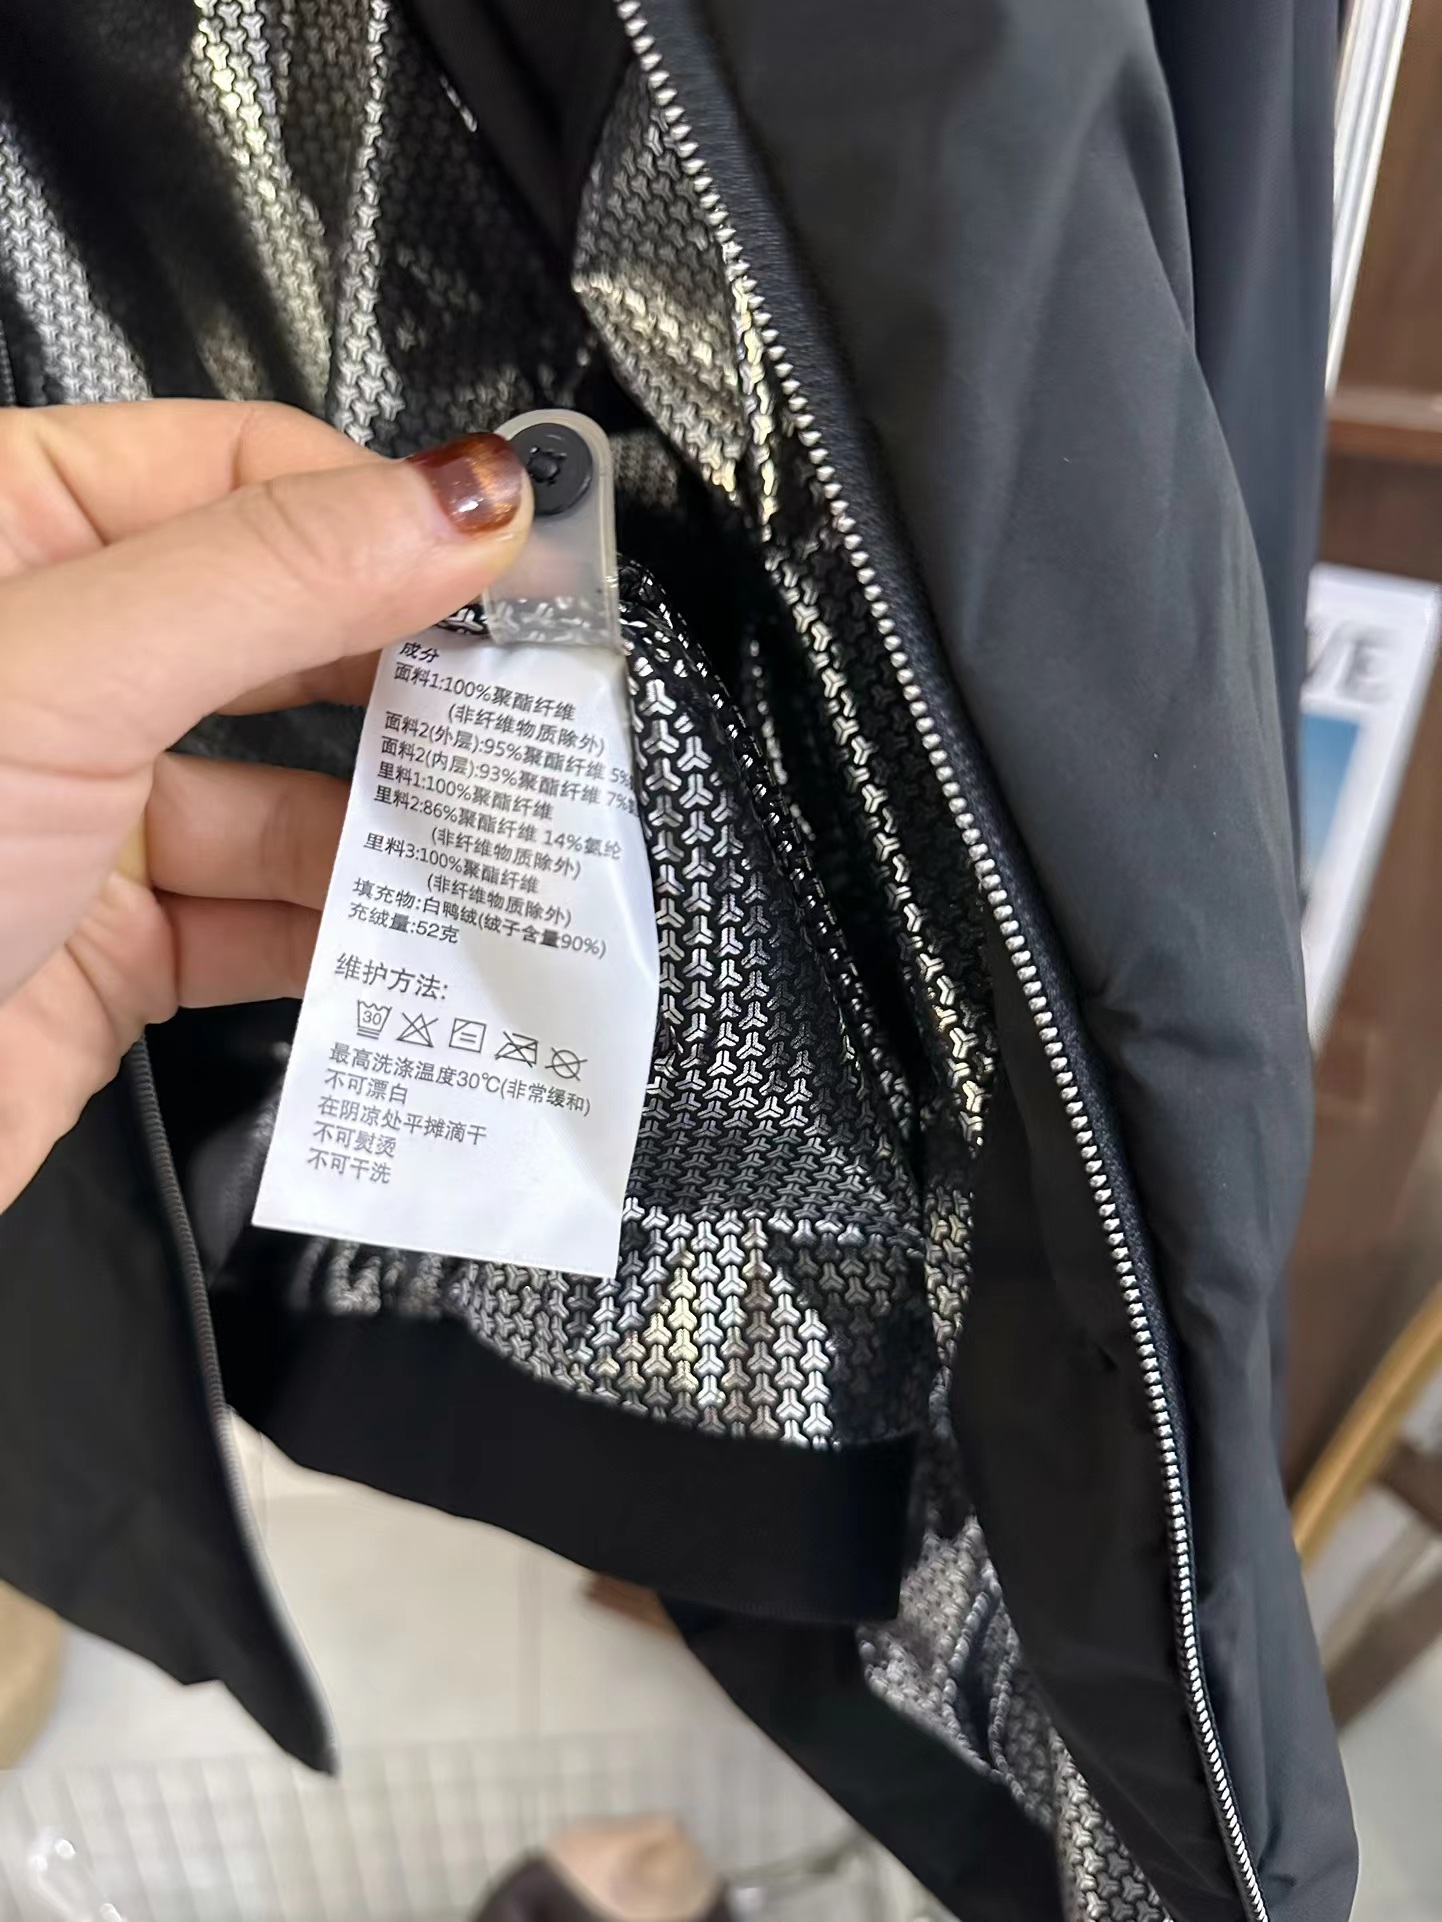 成分
面料1:100%聚酯纤维
(非纤维物质除外)
面料2(外层):95%聚酯纤维 5%
面料2(内层):93%聚酯纤维 7%
里料1:100%聚酯纤维
里料2:86%聚酯纤维 14%氨纶
(非纤维物质除外)
里料3:100%聚酯纤维
(非纤维物质除外)
填充物:白鸭绒(绒子含量90%)
充绒量:52克
维护方法:
30
最高洗涤温度30℃(非常缓和)
不可漂白
在阴凉处平摊滴干
不可熨烫
不可干洗